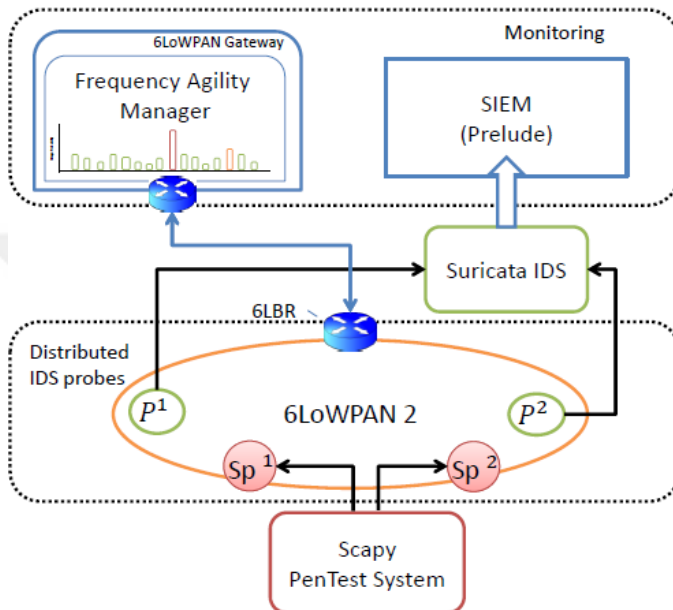 6LoWPAN Gateway
Monitoring
Frequency Agility
Manager
SIEM
(Prelude)
Suricata IDS
6LBR
Distributed
IDS probes
P¹
P²
6LoWPAN 2
Sp ¹
Sp ²
Scapy
PenTest System